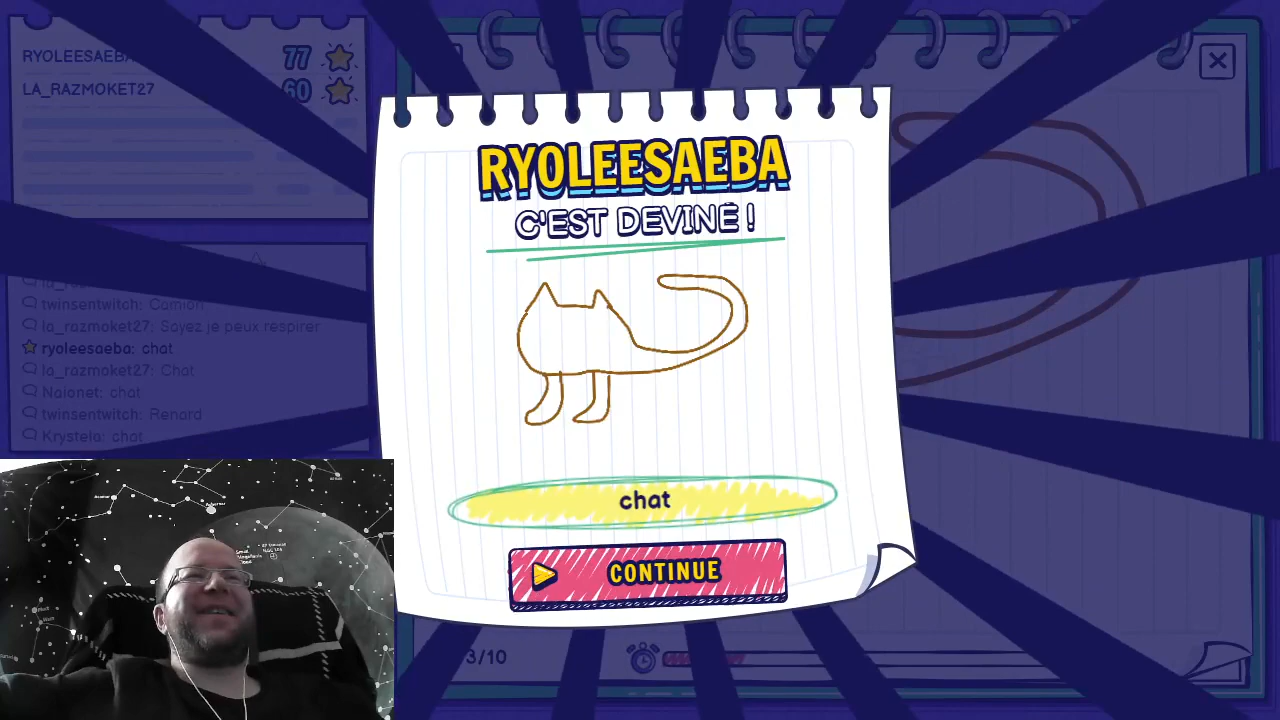 RYOLEESAEBA 77
LA_RAZMOKET27 60
twinsentwitch: Camion
la_razmoket27: Sayez je peux respirer
ryoleesaeba: chat
la_razmoket27: Chat
Naionet: chat
twinsentwitch: Renard
Krystela: chat
RYOLEESAEBA
C'EST DEVINÉ !
chat
CONTINUE
3/10